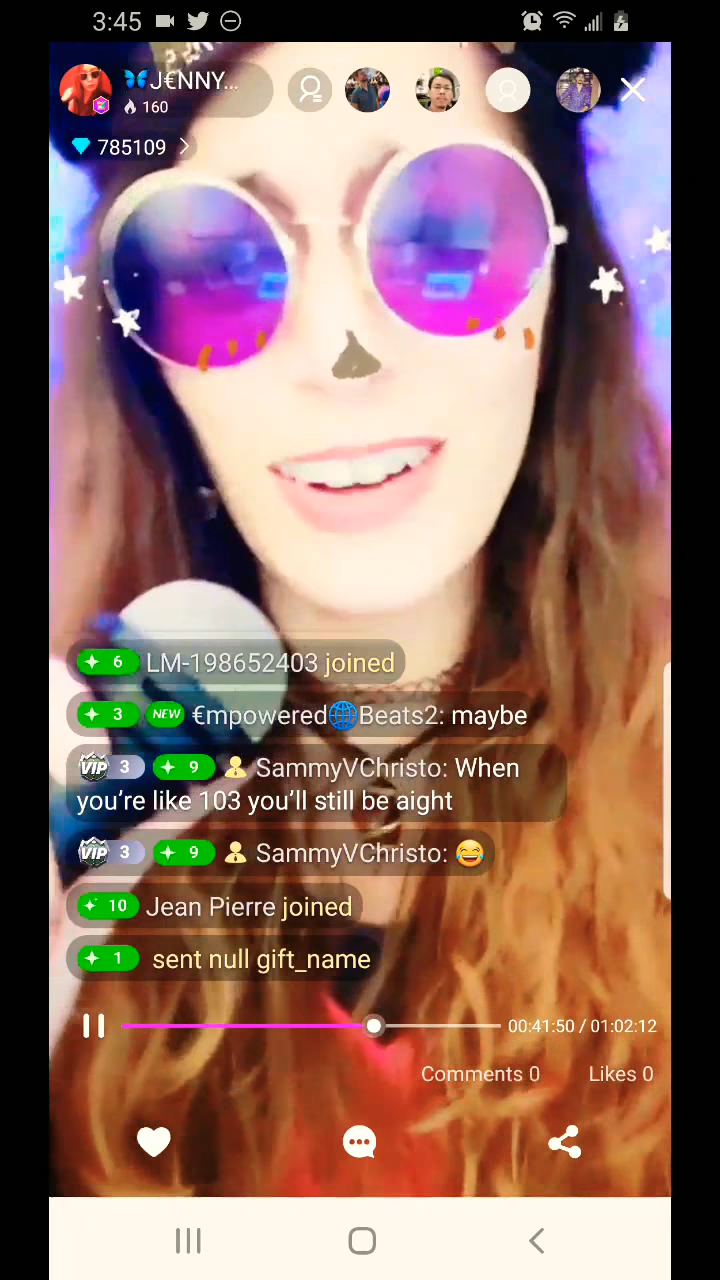 3:45
🦋J€NNY...
160
785109
6 LM-198652403 joined
3 NEW €mpowered🌐Beats2: maybe
VIP 3 9 SammyVChristo: When
you're like 103 you'll still be aight
VIP 3 9 SammyVChristo: 😂
10 Jean Pierre joined
1 sent null gift_name
00:41:50 / 01:02:12
Comments 0 Likes 0